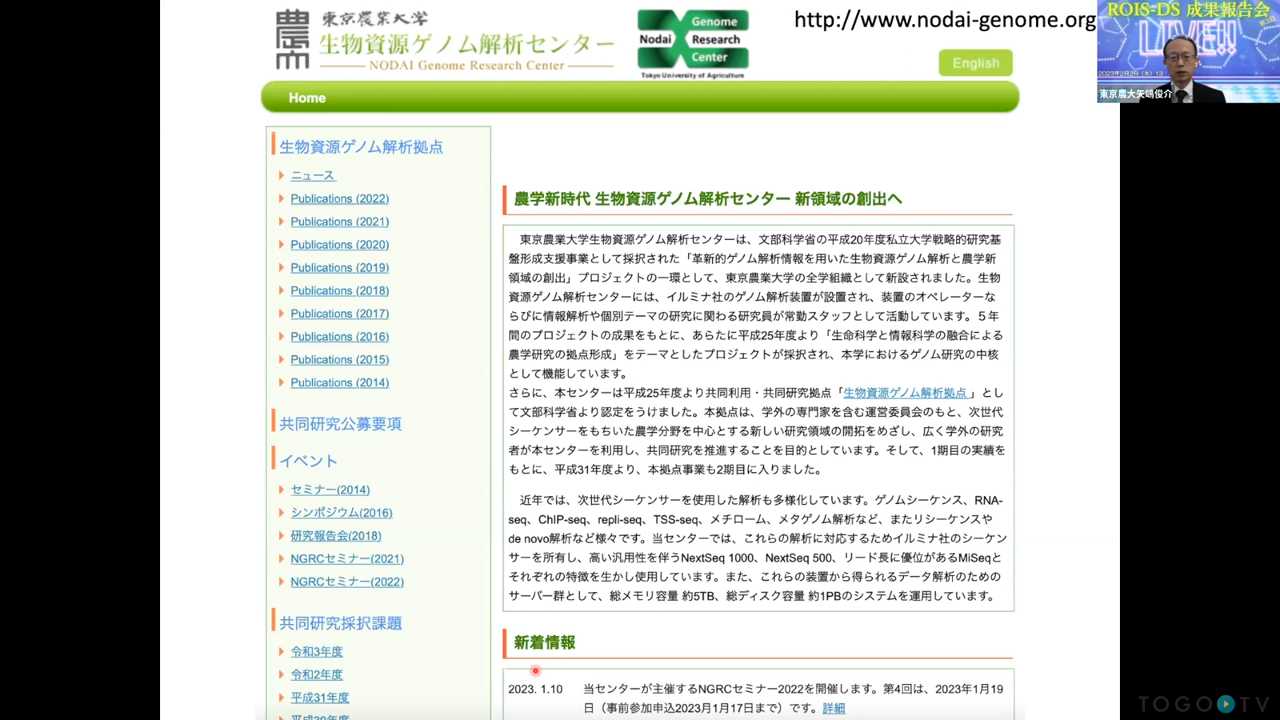 東京農業大学
生物資源ゲノム解析センター
NODAI Genome Research Center
Genome
Nodai Research
Center
Tokyo University of Agriculture
http://www.nodai-genome.org
English
Home
ROIS-DS 成果報告会
LIVE!!
東京農大矢嶋俊介
生物資源ゲノム解析拠点
ニュース
Publications (2022)
Publications (2021)
Publications (2020)
Publications (2019)
Publications (2018)
Publications (2017)
Publications (2016)
Publications (2015)
Publications (2014)
共同研究公募要項
イベント
セミナー(2014)
シンポジウム(2016)
研究報告会(2018)
NGRCセミナー(2021)
NGRCセミナー(2022)
共同研究採択課題
令和3年度
令和2年度
平成31年度
平成30年度
農学新時代 生物資源ゲノム解析センター 新領域の創出へ
東京農業大学生物資源ゲノム解析センターは、文部科学省の平成20年度私立大学戦略的研究基
盤形成支援事業として採択された「革新的ゲノム解析情報を用いた生物資源ゲノム解析と農学新
領域の創出」プロジェクトの一環として、東京農業大学の全学組織として新設されました。生物
資源ゲノム解析センターには、イルミナ社のゲノム解析装置が設置され、装置のオペレーターな
らびに情報解析や個別テーマの研究に関わる研究員が常勤スタッフとして活動しています。５年
間のプロジェクトの成果をもとに、あらたに平成25年度より「生命科学と情報科学の融合による
農学研究の拠点形成」をテーマとしたプロジェクトが採択され、本学におけるゲノム研究の中核
として機能しています。
さらに、本センターは平成25年度より共同利用・共同研究拠点「生物資源ゲノム解析拠点 」とし
て文部科学省より認定をうけました。本拠点は、学外の専門家を含む運営委員会のもと、次世代
シーケンサーをもちいた農学分野を中心とする新しい研究領域の開拓をめざし、広く学外の研究
者が本センターを利用し、共同研究を推進することを目的としています。そして、1期目の実績を
もとに、平成31年度より、本拠点事業も2期目に入りました。
近年では、次世代シーケンサーを使用した解析も多様化しています。ゲノムシーケンス、RNA-
seq、ChIP-seq、repli-seq、TSS-seq、メチローム、メタゲノム解析など、またリシーケンスや
de novo解析など様々です。当センターでは、これらの解析に対応するためイルミナ社のシーケン
サーを所有し、高い汎用性を伴うNextSeq 1000、NextSeq 500、リード長に優位があるMiSeqと
それぞれの特徴を生かし使用しています。また、これらの装置から得られるデータ解析のための
サーバー群として、総メモリ容量 約5TB、総ディスク容量 約1PBのシステムを運用しています。
新着情報
2023. 1.10 当センターが主催するNGRCセミナー2022を開催します。第4回は、2023年1月19
日（事前参加申込2023月1月17日まで）です。詳細
TOGO TV